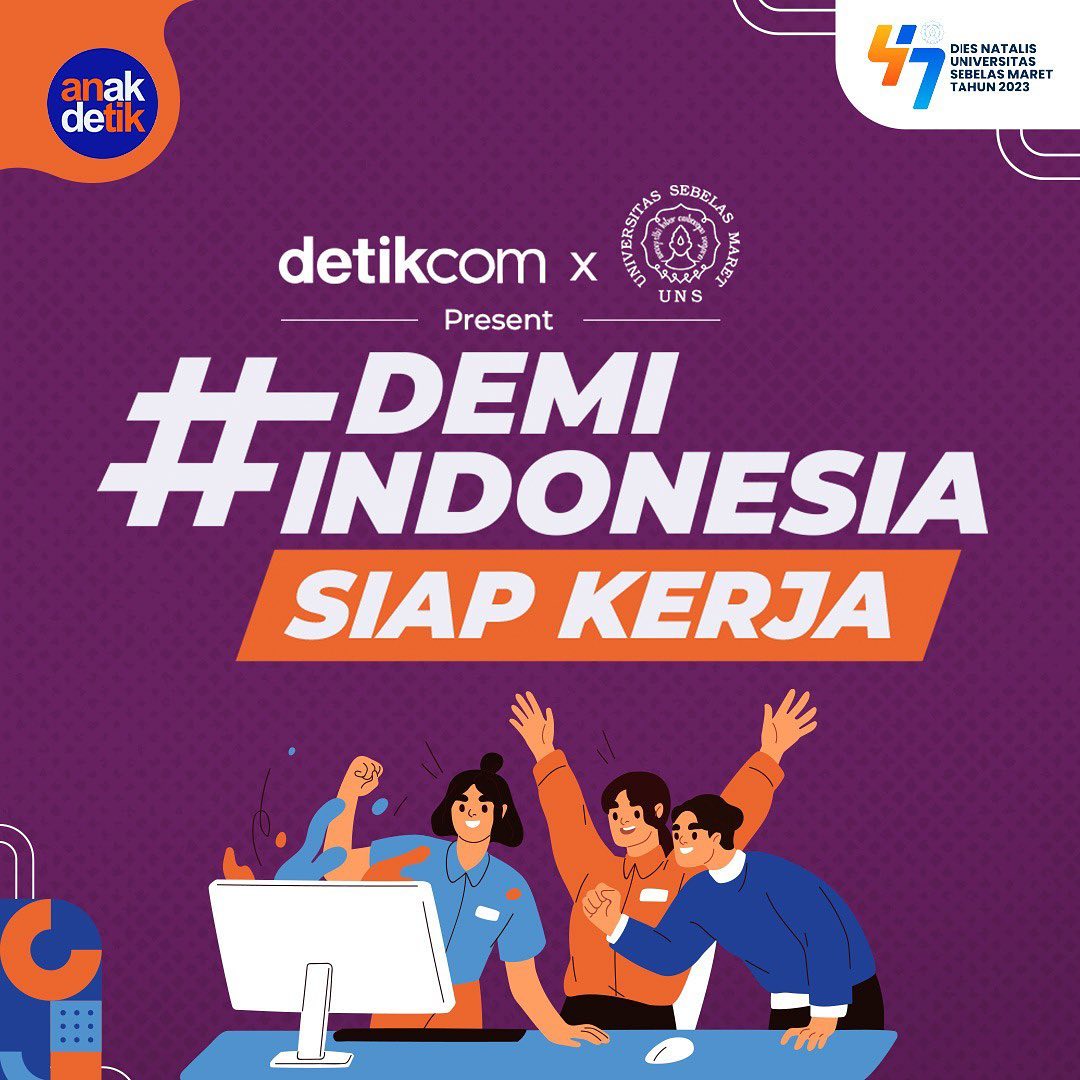 anak
detik
47
DIES NATALIS
UNIVERSITAS
SEBELAS MARET
TAHUN 2023
detikcom x
UNIVERSITAS SEBELAS MARET
UNS
Present
#DEMI
INDONESIA
SIAP KERJA